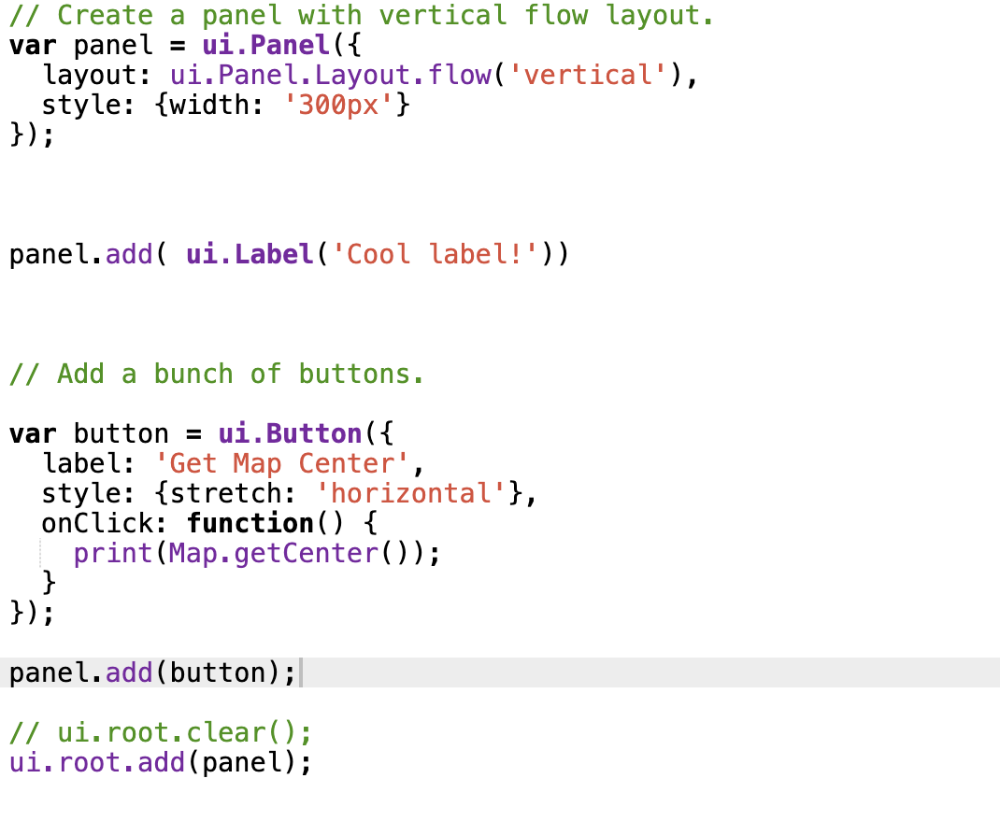 // Create a panel with vertical flow layout.
var panel = ui.Panel({
  layout: ui.Panel.Layout.flow('vertical'),
  style: {width: '300px'}
});
panel.add( ui.Label('Cool label!'))
// Add a bunch of buttons.
var button = ui.Button({
  label: 'Get Map Center',
  style: {stretch: 'horizontal'},
  onClick: function() {
    print(Map.getCenter());
  }
});
panel.add(button);
// ui.root.clear();
ui.root.add(panel);